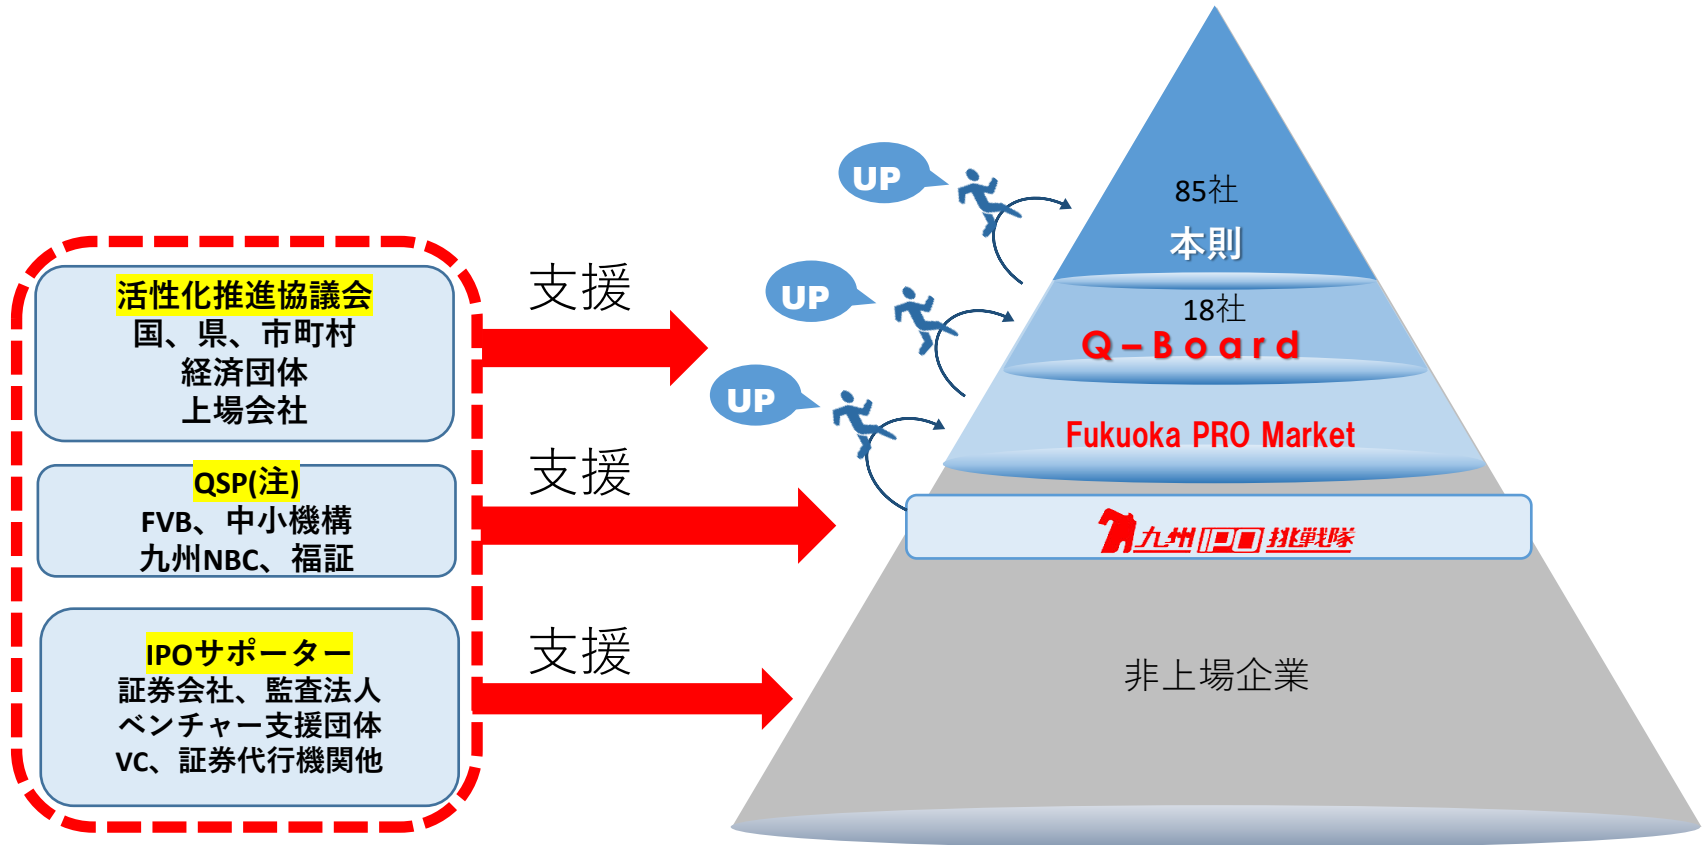 活性化推進協議会
国、県、市町村
経済団体
上場会社
QSP(注)
FVB、中小機構
九州NBC、福証
IPOサポーター
証券会社、監査法人
ベンチャー支援団体
VC、証券代行機関他
支援
支援
支援
UP
UP
UP
85社
本則
18社
Q−Board
Fukuoka PRO Market
九州IPO挑戦隊
非上場企業